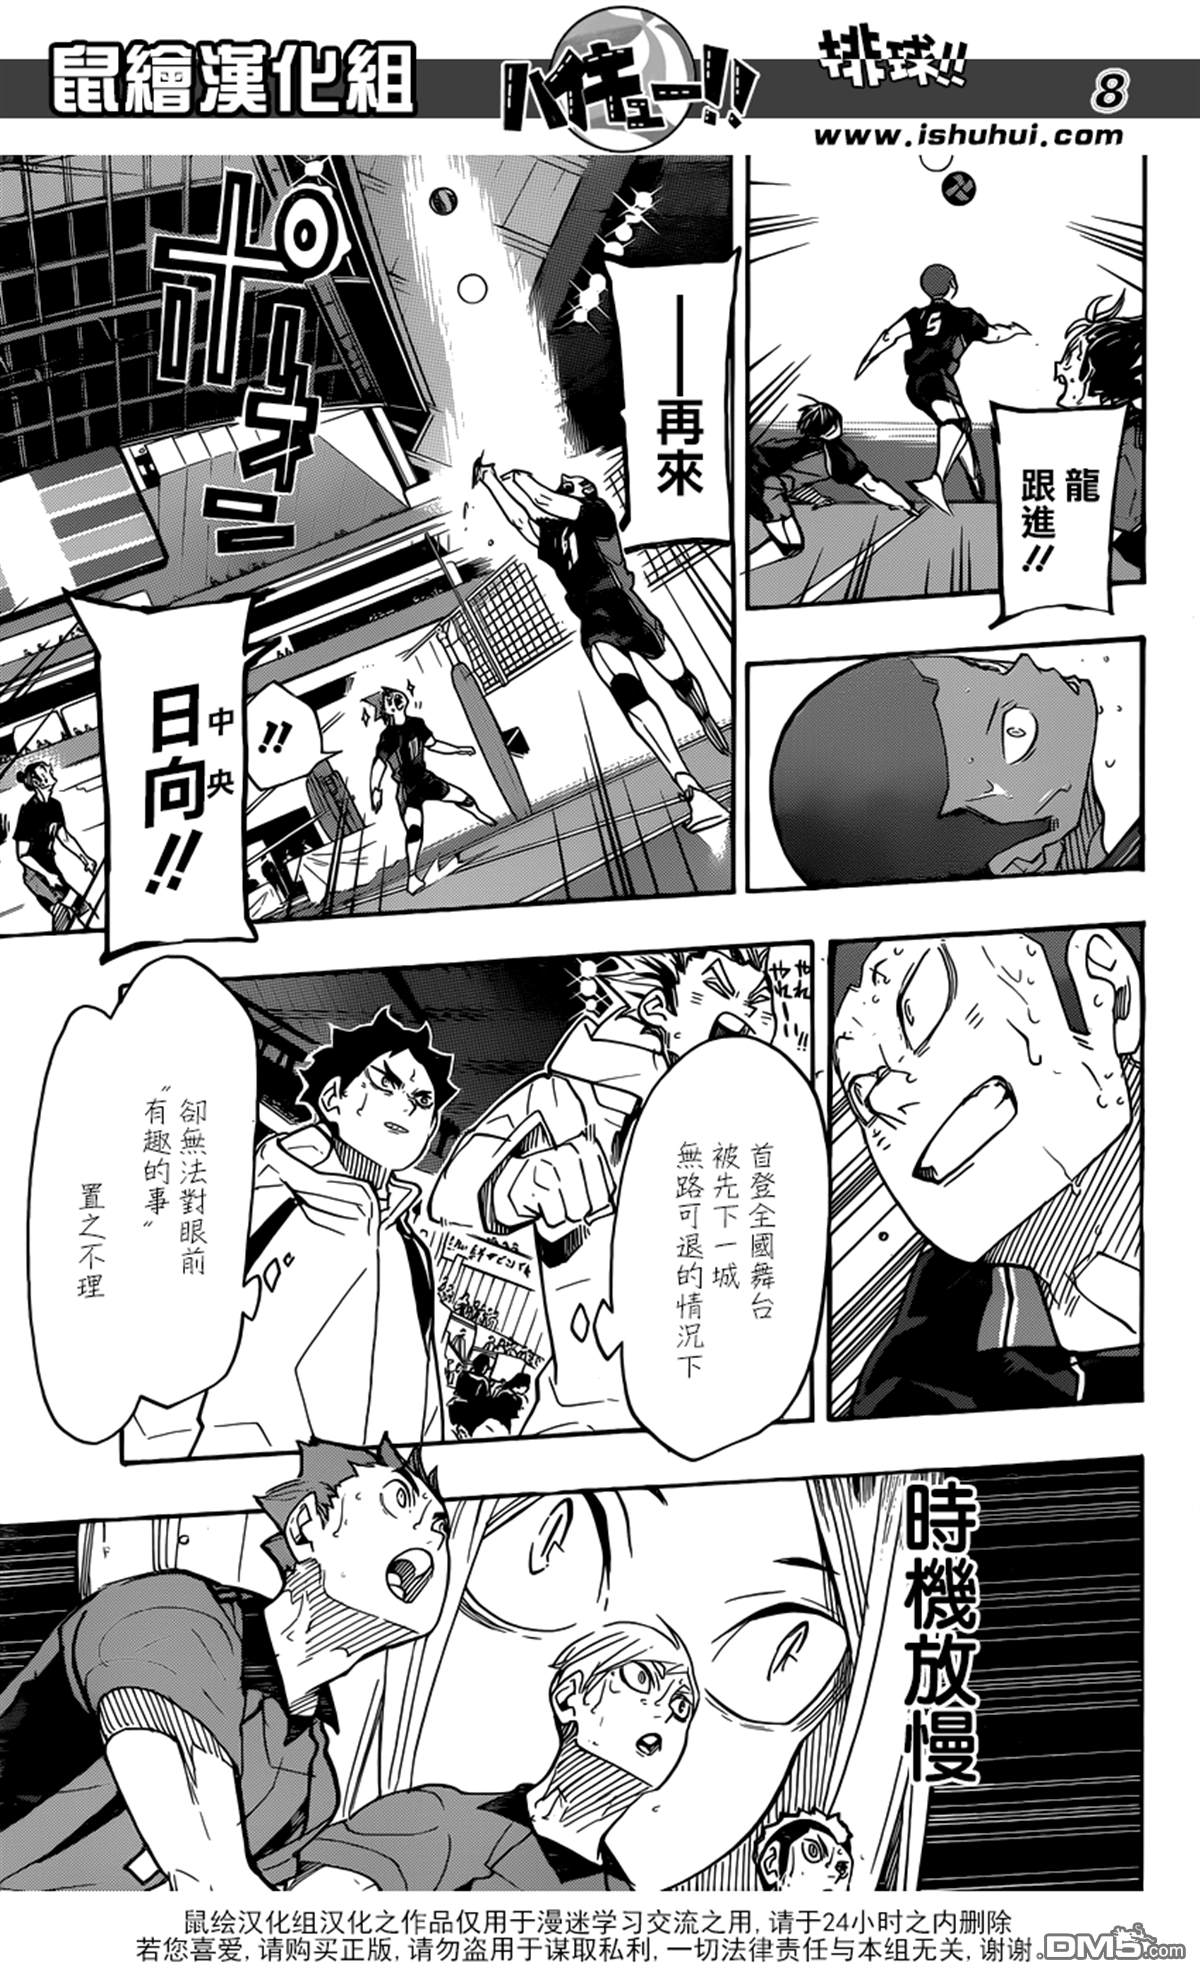 鼠繪漢化組
ハイキュー!!
排球!!
8
www.ishuhui.com
龍
跟進!!
——再來
ポーン
!!
中央
日向!!
やれ
やれ
!!
首登全國舞台
被先下一城
無路可退的情況下
卻無法對眼前
“有趣的事”
置之不理
時機放慢
鼠绘汉化组汉化之作品仅用于漫迷学习交流之用, 请于24小时之内删除
若您喜爱, 请购买正版, 请勿盗用于谋取私利, 一切法律责任与本组无关, 谢谢.
DM5.com